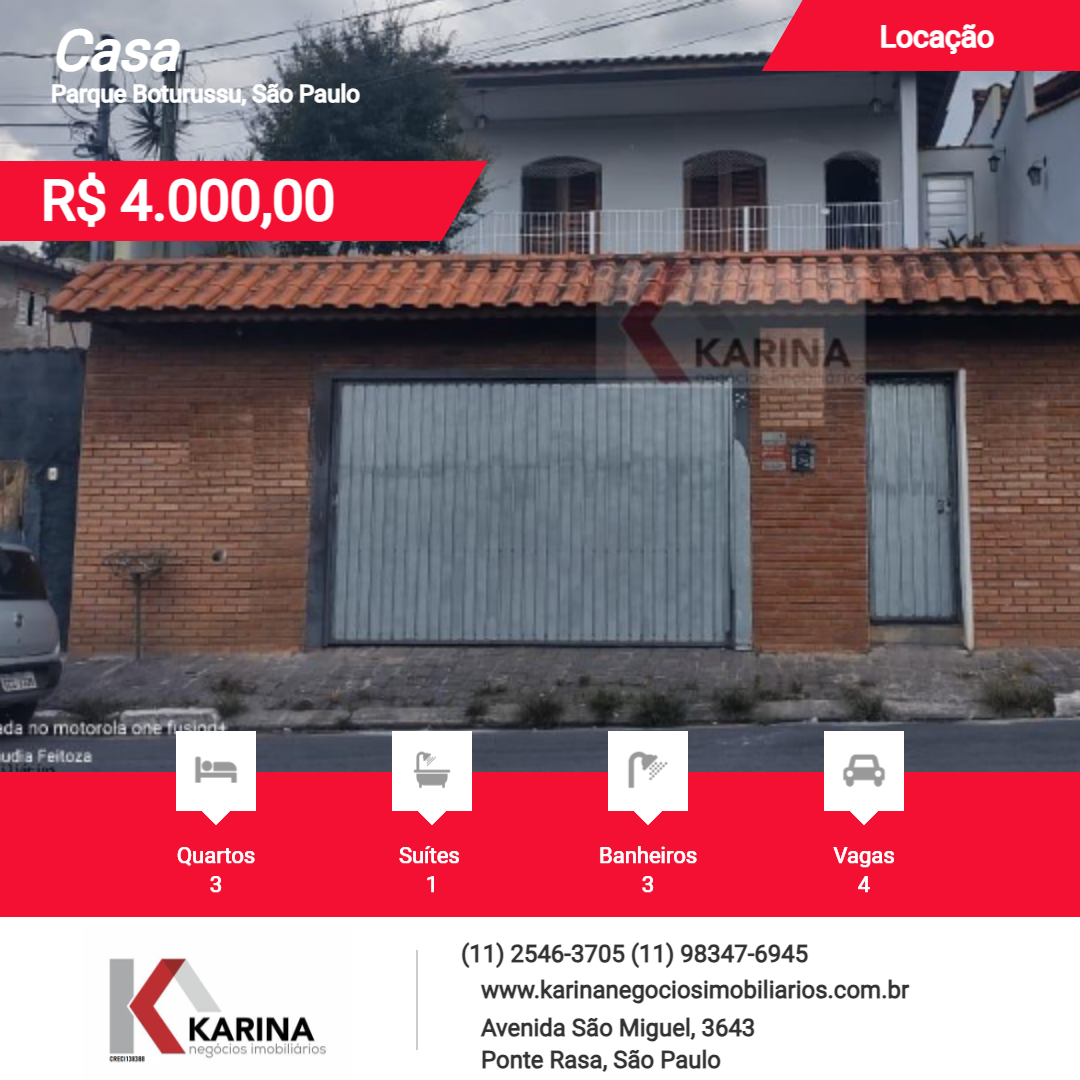 Casa
Parque Boturussu, São Paulo
Locação
R$ 4.000,00
KARINA
negócios imobiliários
da no motorola one fusion+
udia Feitoza
Quartos
3
Suítes
1
Banheiros
3
Vagas
4
KARINA
negócios imobiliários
CRECI 138388
(11) 2546-3705 (11) 98347-6945
www.karinanegociosimobiliarios.com.br
Avenida São Miguel, 3643
Ponte Rasa, São Paulo